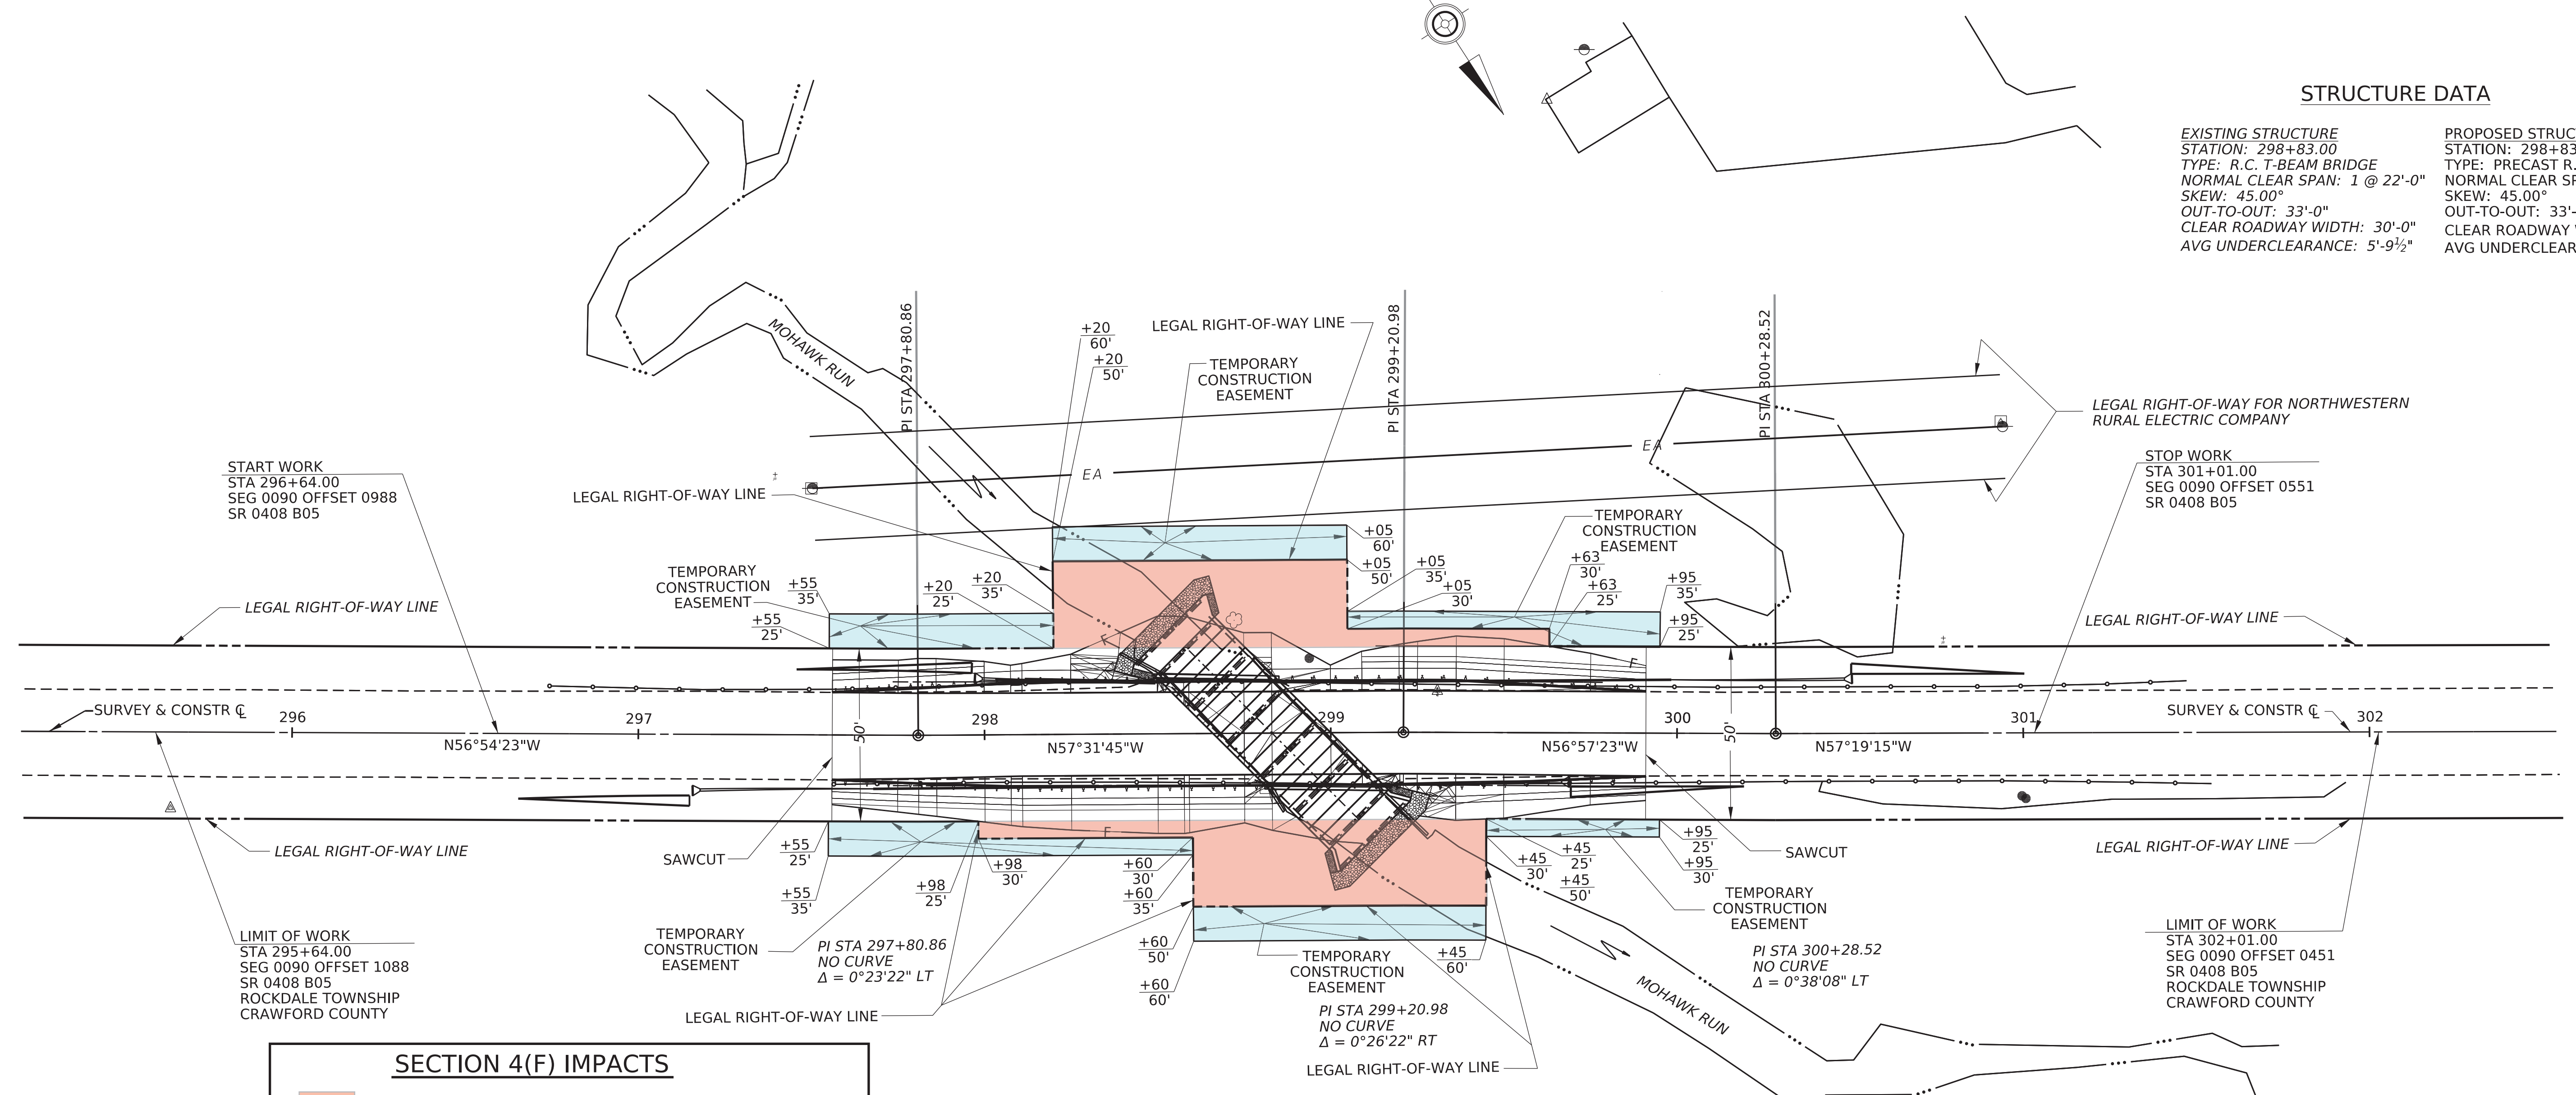 STRUCTURE DATA
EXISTING STRUCTURE
STATION: 298+83.00
TYPE: R.C. T-BEAM BRIDGE
NORMAL CLEAR SPAN: 1 @ 22'-0"
SKEW: 45.00°
OUT-TO-OUT: 33'-0"
CLEAR ROADWAY WIDTH: 30'-0"
AVG UNDERCLEARANCE: 5'-9½"
PROPOSED STRUC
STATION: 298+83
TYPE: PRECAST R.
NORMAL CLEAR SP
SKEW: 45.00°
OUT-TO-OUT: 33'-
CLEAR ROADWAY
AVG UNDERCLEAR
MOHAWK RUN
PI STA 297+80.86
+20
60'
+20
50'
LEGAL RIGHT-OF-WAY LINE
TEMPORARY
CONSTRUCTION
EASEMENT
PI STA 299+20.98
PI STA 300+28.52
LEGAL RIGHT-OF-WAY FOR NORTHWESTERN
RURAL ELECTRIC COMPANY
EA
EA
START WORK
STA 296+64.00
SEG 0090 OFFSET 0988
SR 0408 B05
LEGAL RIGHT-OF-WAY LINE
STOP WORK
STA 301+01.00
SEG 0090 OFFSET 0551
SR 0408 B05
TEMPORARY
CONSTRUCTION
EASEMENT
+55
35'
+55
25'
+20
25'
+20
35'
+05
60'
+05
50'
+05
35'
+05
30'
TEMPORARY
CONSTRUCTION
EASEMENT
+63
30'
+63
25'
+95
35'
+95
25'
LEGAL RIGHT-OF-WAY LINE
LEGAL RIGHT-OF-WAY LINE
F
F
SURVEY & CONSTR ℄
296
297
298
299
300
301
302
SURVEY & CONSTR ℄
50'
50'
N56°54'23"W
N57°31'45"W
N56°57'23"W
N57°19'15"W
F
LEGAL RIGHT-OF-WAY LINE
SAWCUT
+55
25'
+55
35'
+98
25'
+98
30'
+60
30'
+60
35'
+45
30'
+45
25'
+45
50'
+95
25'
+95
30'
SAWCUT
LEGAL RIGHT-OF-WAY LINE
LIMIT OF WORK
STA 295+64.00
SEG 0090 OFFSET 1088
SR 0408 B05
ROCKDALE TOWNSHIP
CRAWFORD COUNTY
TEMPORARY
CONSTRUCTION
EASEMENT
PI STA 297+80.86
NO CURVE
Δ = 0°23'22" LT
LEGAL RIGHT-OF-WAY LINE
+60
50'
+60
60'
TEMPORARY
CONSTRUCTION
EASEMENT
+45
60'
PI STA 299+20.98
NO CURVE
Δ = 0°26'22" RT
LEGAL RIGHT-OF-WAY LINE
MOHAWK RUN
TEMPORARY
CONSTRUCTION
EASEMENT
PI STA 300+28.52
NO CURVE
Δ = 0°38'08" LT
LIMIT OF WORK
STA 302+01.00
SEG 0090 OFFSET 0451
SR 0408 B05
ROCKDALE TOWNSHIP
CRAWFORD COUNTY
SECTION 4(F) IMPACTS